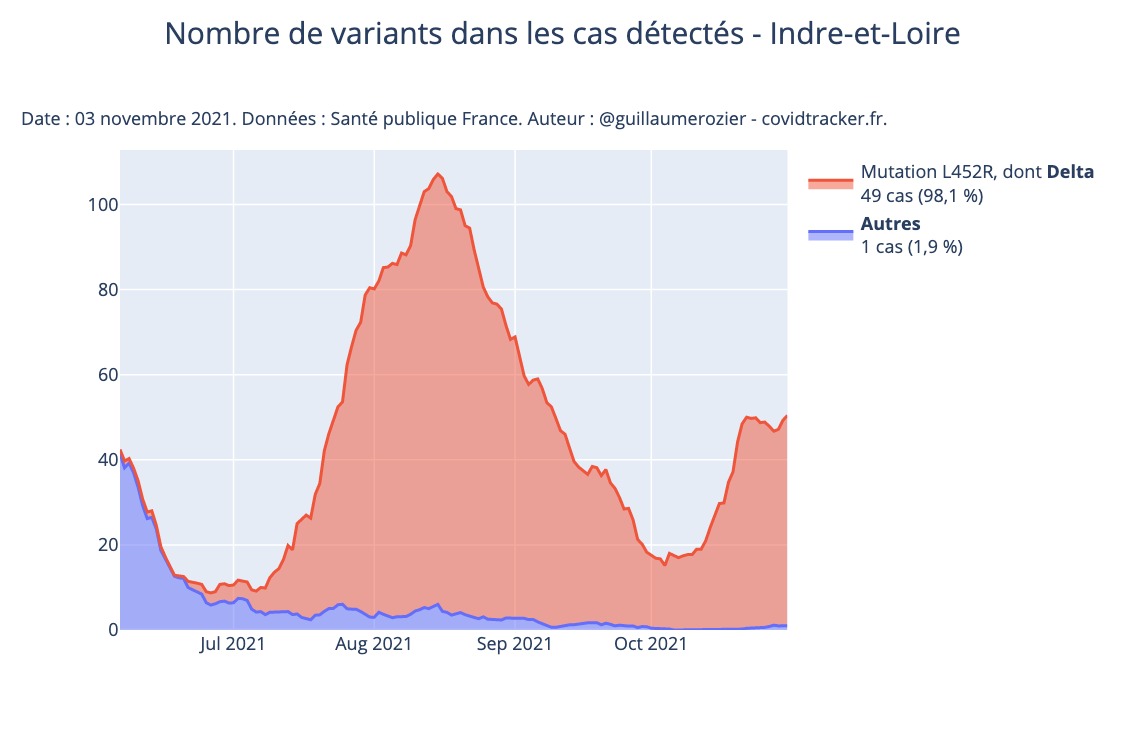 Nombre de variants dans les cas détectés - Indre-et-Loire
Date : 03 novembre 2021. Données : Santé publique France. Auteur : @guillaumerozier - covidtracker.fr.
Mutation L452R, dont Delta
49 cas (98,1 %)
Autres
1 cas (1,9 %)
100
80
60
40
20
0
Jul 2021
Aug 2021
Sep 2021
Oct 2021